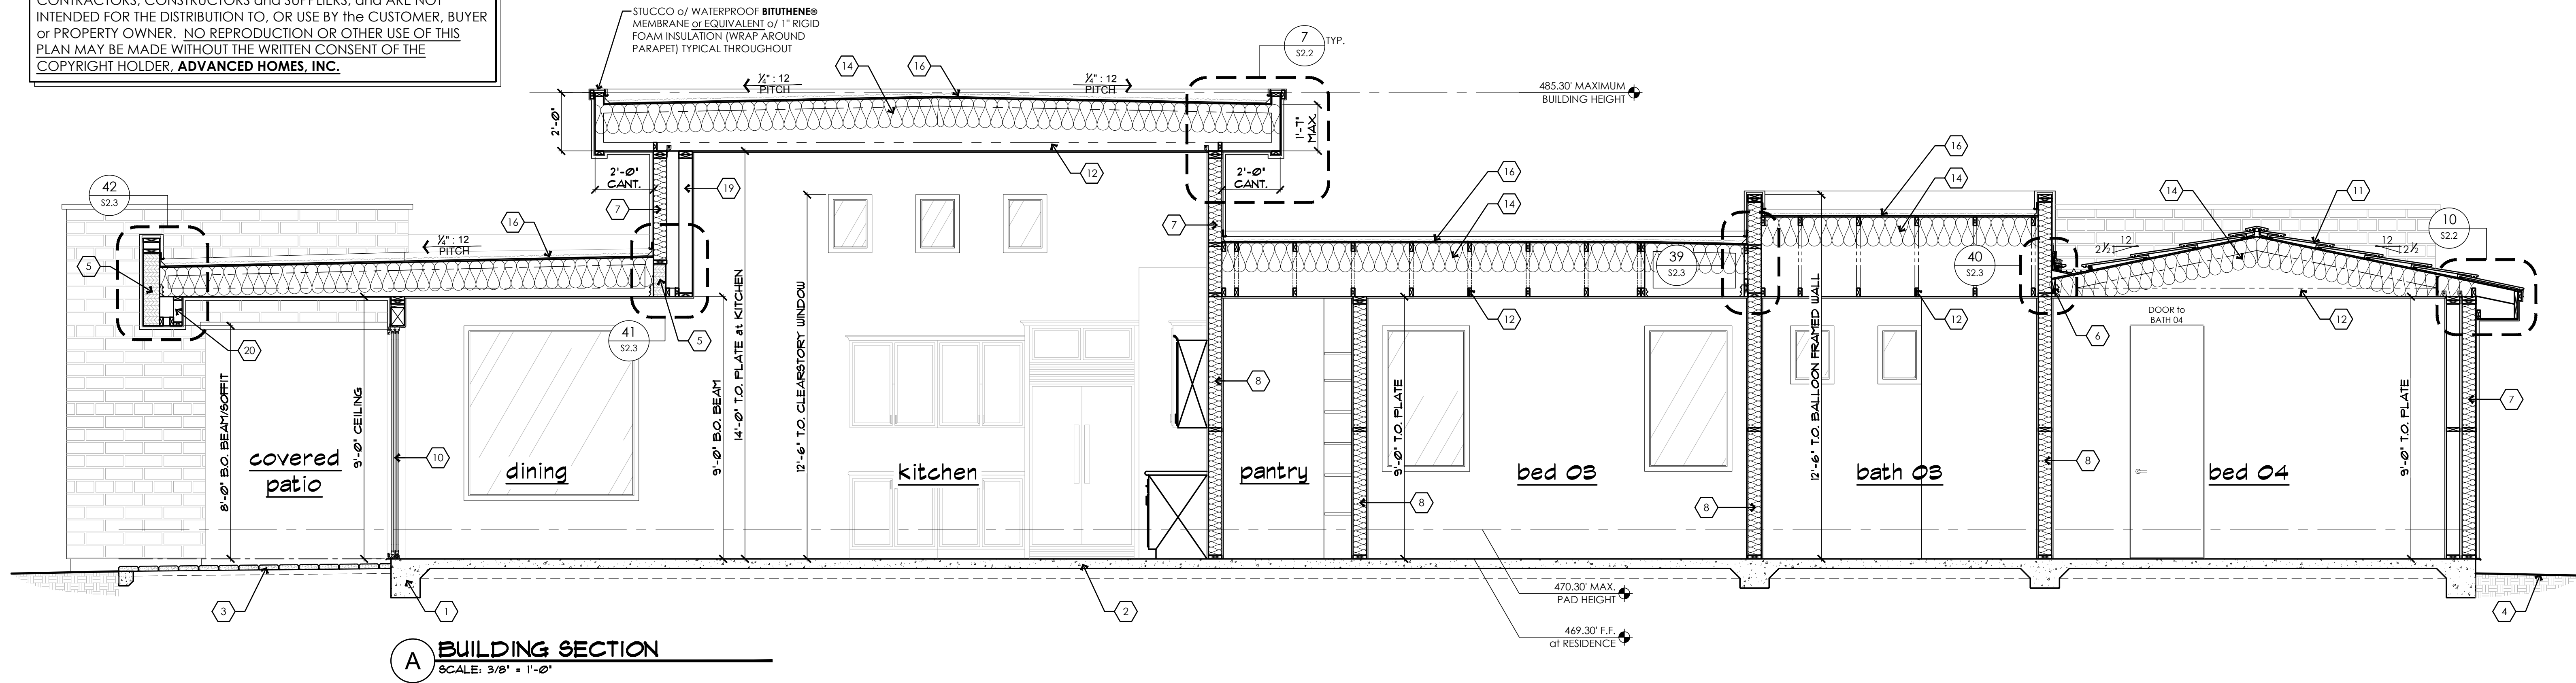 CONTRACTORS, CONSTRUCTORS and SUPPLIERS, and ARE NOT
INTENDED FOR THE DISTRIBUTION TO, OR USE BY the CUSTOMER, BUYER
or PROPERTY OWNER. NO REPRODUCTION OR OTHER USE OF THIS
PLAN MAY BE MADE WITHOUT THE WRITTEN CONSENT OF THE
COPYRIGHT HOLDER, ADVANCED HOMES, INC.
STUCCO o/ WATERPROOF BITUTHENE®
MEMBRANE or EQUIVALENT o/ 1" RIGID
FOAM INSULATION (WRAP AROUND
PARAPET) TYPICAL THROUGHOUT
7
S2.2
TYP.
14
16
1/4" : 12
PITCH
1/4" : 12
PITCH
485.30' MAXIMUM
BUILDING HEIGHT
2'-0"
1'-7"
MAX.
12
2'-0"
CANT.
2'-0"
CANT.
19
7
7
42
S2.3
16
1/4" : 12
PITCH
5
20
41
S2.3
5
16
14
39
S2.3
12
16
14
40
S2.3
12
14
11
10
S2.2
12
2 1/2
12
2 1/2
12
6
DOOR to
BATH 04
8'-0" B.O. BEAM/SOFFIT
9'-0" CEILING
9'-0" B.O. BEAM
14'-0" T.O. PLATE at KITCHEN
12'-6" T.O. CLEARSTORY WINDOW
9'-0" T.O. PLATE
12'-6" T.O. BALLOON FRAMED WALL
9'-0" T.O. PLATE
8
7
10
covered
patio
dining
kitchen
pantry
bed 03
bath 03
bed 04
8
8
8
3
1
2
4
470.30' MAX.
PAD HEIGHT
469.30' F.F.
at RESIDENCE
A
BUILDING SECTION
SCALE: 3/8" = 1'-0"